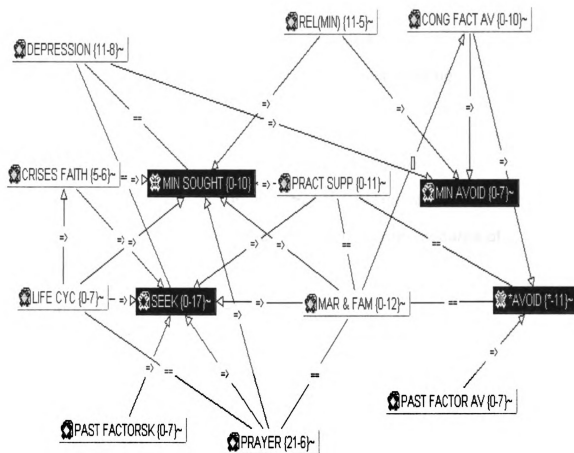 REL(MIN) {11-5}~
CONG FACT AV {0-10}~
DEPRESSION {11-8}~
=>
=>
=>
=>
==
=>
=>
CRISES FAITH {5-6}~
==
=>
MIN SOUGHT {0-10}~
=>
PRACT SUPP {0-11}~
[]
MIN AVOID {0-7}~
=>
=>
=>
=>
=>
==
==
LIFE CYC {0-7}~
=>
SEEK {0-17}~
=>
MAR & FAM {0-12}~
==
*AVOID {*-11}~
=>
==
=>
=>
==
=>
PAST FACTORSK {0-7}~
PRAYER {21-6}~
PAST FACTOR AV {0-7}~